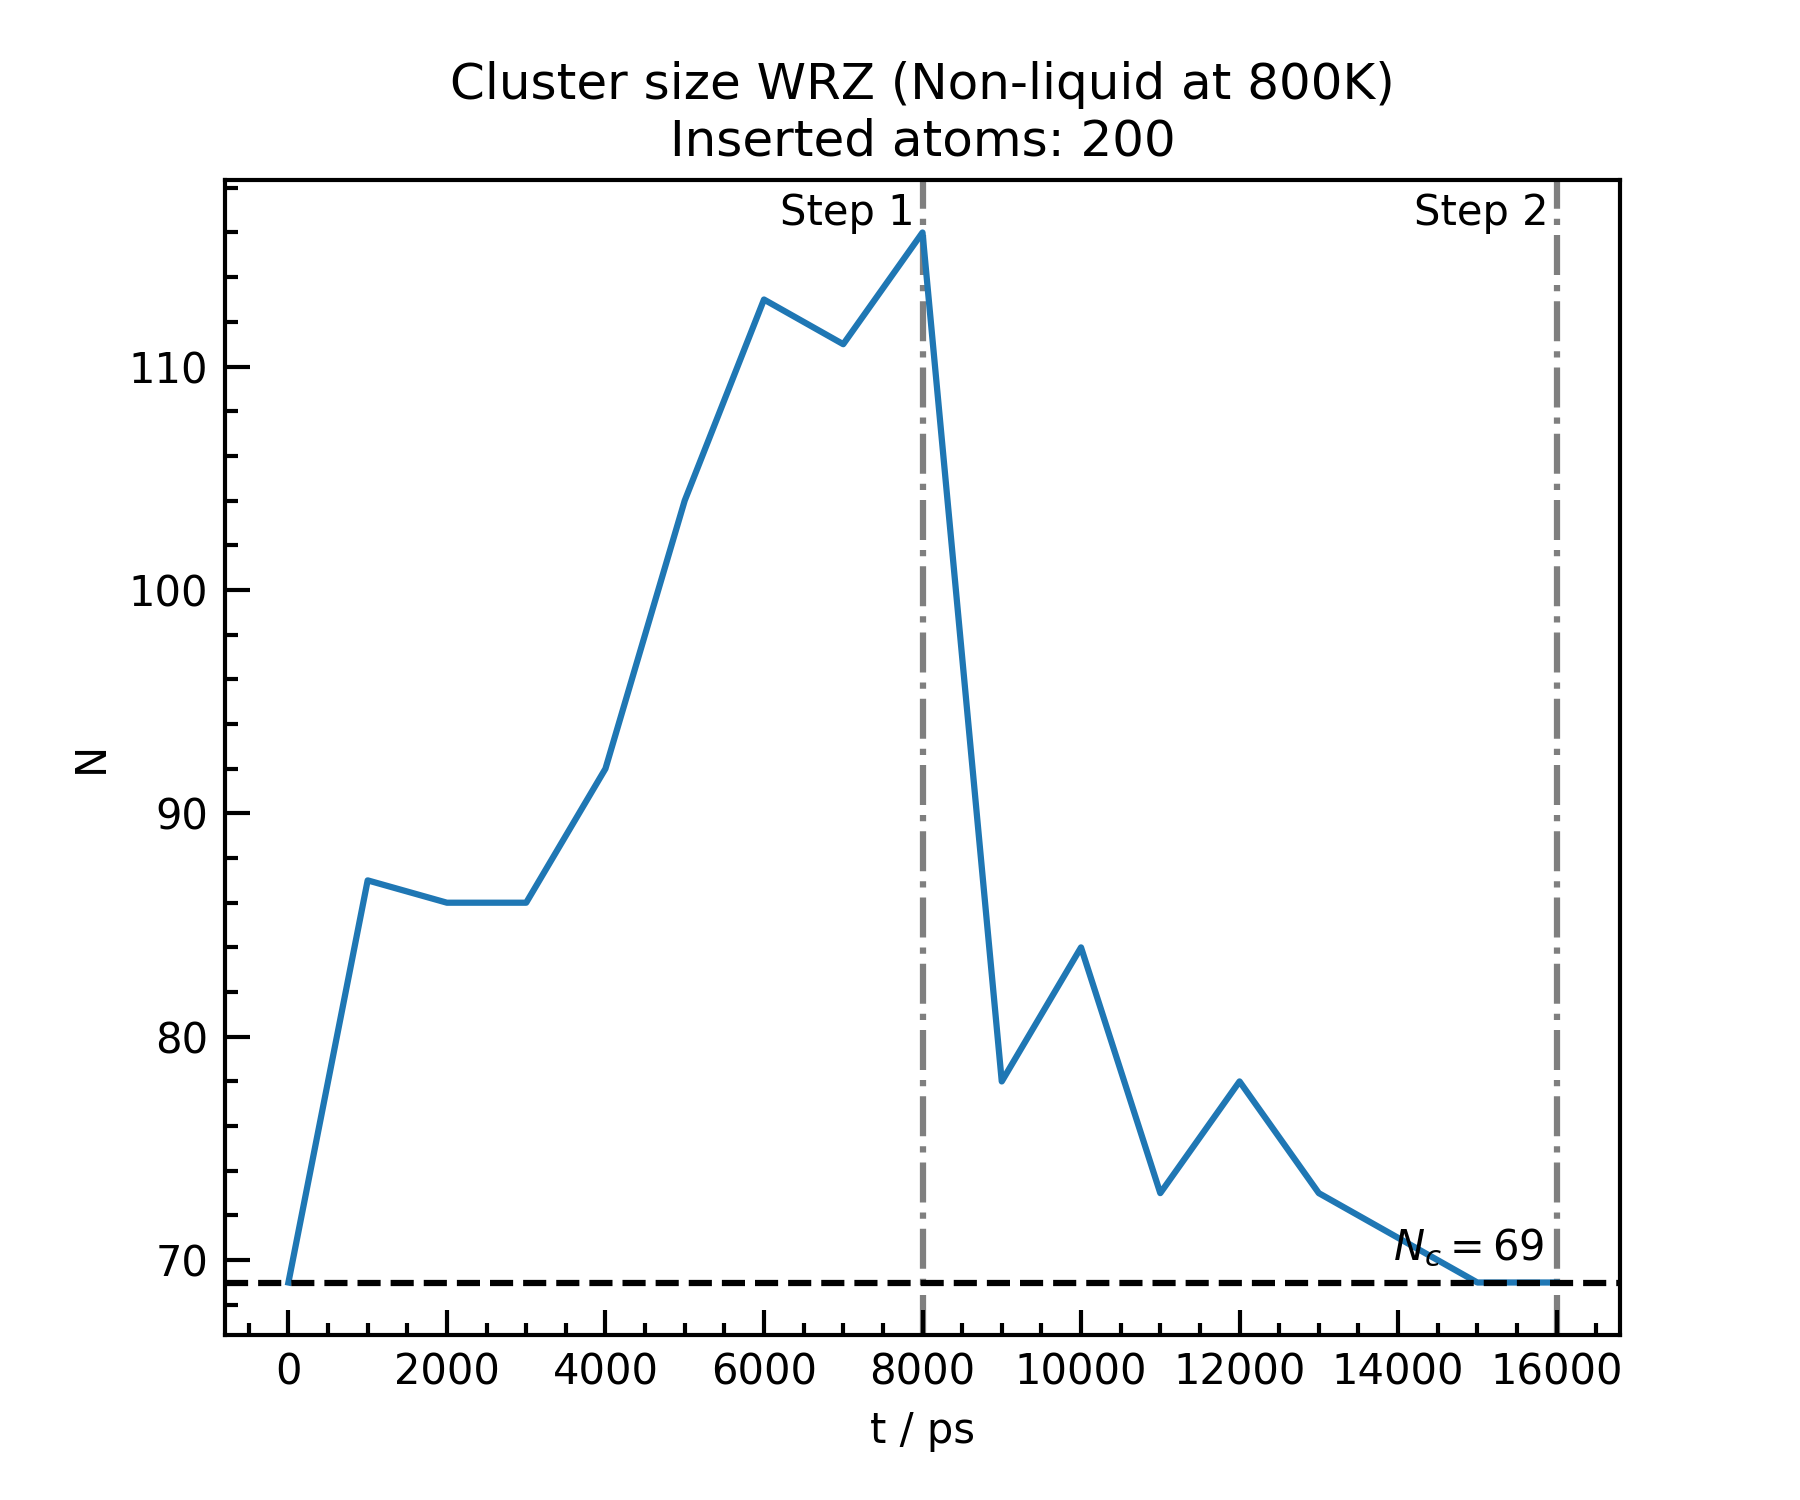 Cluster size WRZ (Non-liquid at 800K)
Inserted atoms: 200
Step 1
Step 2
110
100
90
80
70
N
N_c = 69
0 2000 4000 6000 8000 10000 12000 14000 16000
t / ps